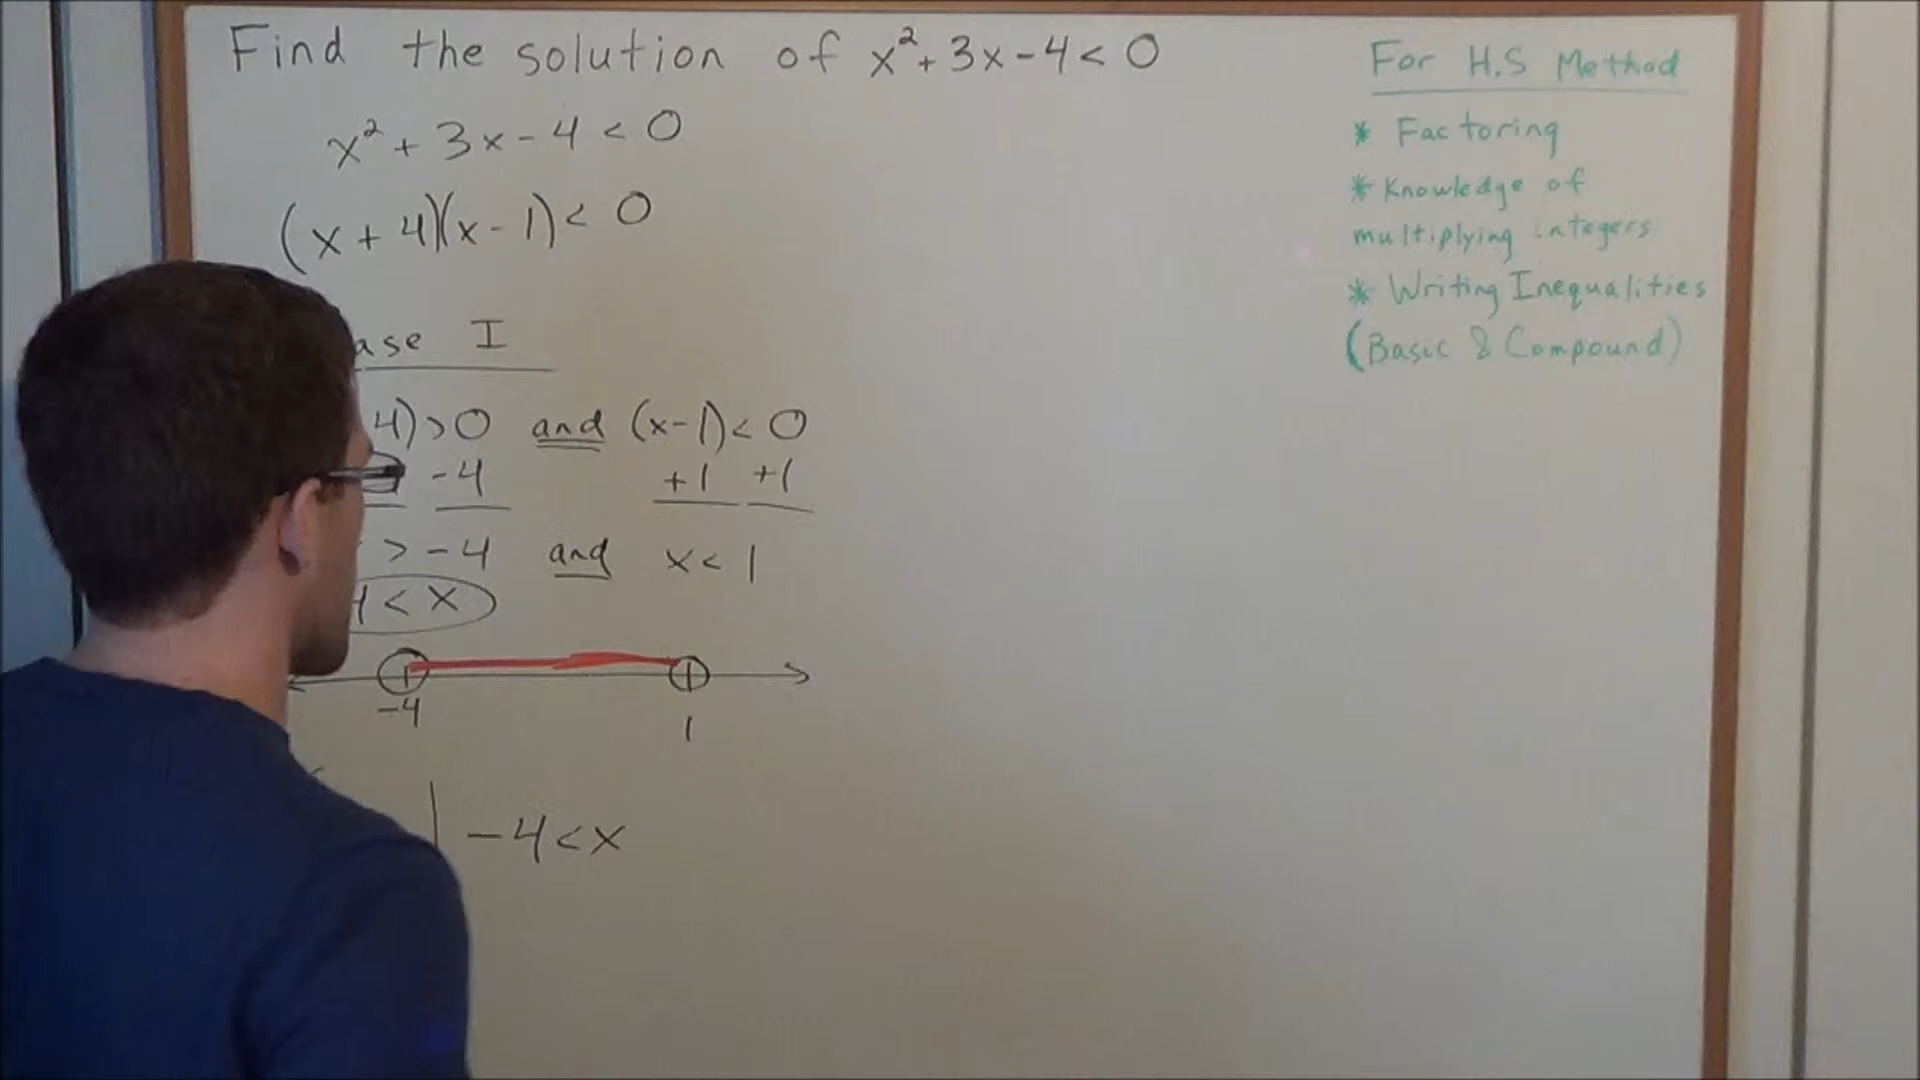 Find the solution of x² + 3x - 4 < 0
x² + 3x - 4 < 0
(x + 4)(x - 1) < 0
ase I
4) > 0 and (x - 1) < 0
- 4 +1 +1
> -4 and x < 1
4 < x
-4 1
| -4 < x
For H.S Method
* Factoring
* Knowledge of
multiplying integers
* Writing Inequalities
(Basic & Compound)